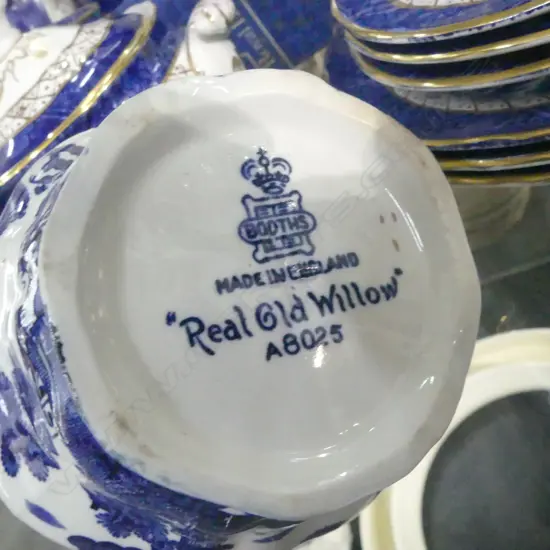 BOOTHS
MADE IN ENGLAND
"Real Old Willow"
A8025